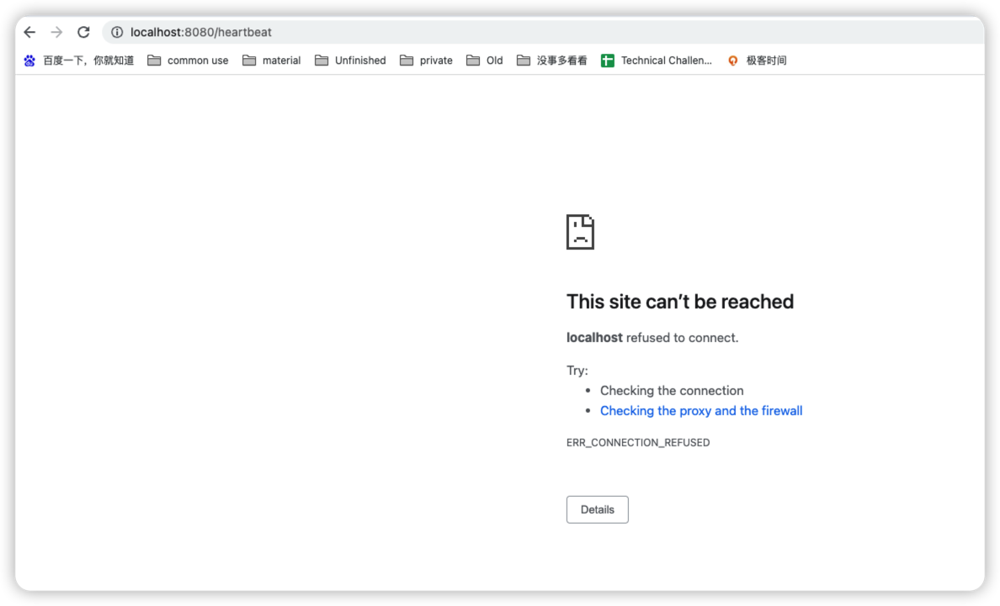 localhost:8080/heartbeat
百度一下，你就知道 common use material Unfinished private Old 没事多看看 Technical Challen... 极客时间
This site can’t be reached
localhost refused to connect.
Try:
• Checking the connection
• Checking the proxy and the firewall
ERR_CONNECTION_REFUSED
Details